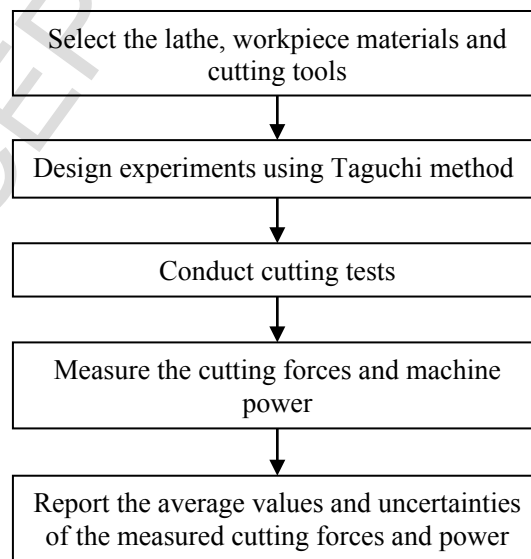 Select the lathe, workpiece materials and
cutting tools
Design experiments using Taguchi method
Conduct cutting tests
Measure the cutting forces and machine
power
Report the average values and uncertainties
of the measured cutting forces and power